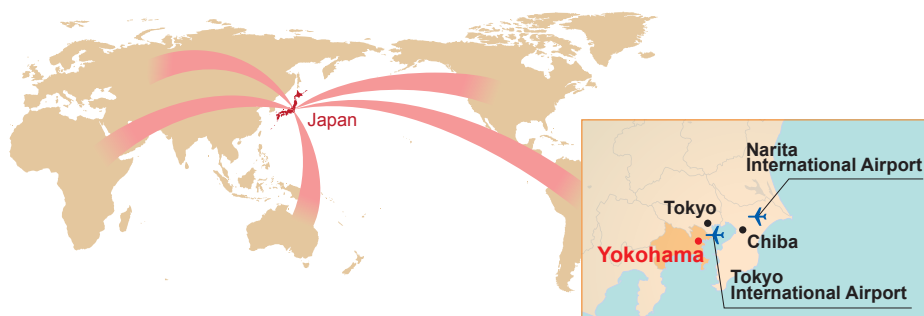 Japan
Narita
International Airport
Tokyo
Chiba
Yokohama
Tokyo
International Airport